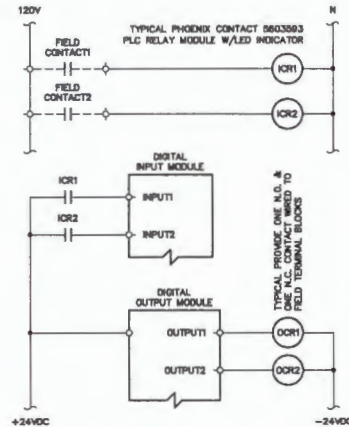 120V
N
TYPICAL PHOENIX CONTACT 5603593
PLC RELAY MODULE W/LED INDICATOR
FIELD
CONTACT1
ICR1
FIELD
CONTACT2
ICR2
DIGITAL
INPUT MODULE
ICR1
INPUT1
ICR2
INPUT2
TYPICAL PROVIDE ONE N.O. &
ONE N.C. CONTACT WIRED TO
FIELD TERMINAL BLOCKS
DIGITAL
OUTPUT MODULE
OUTPUT1
OCR1
OUTPUT2
OCR2
+24VDC
-24VDC